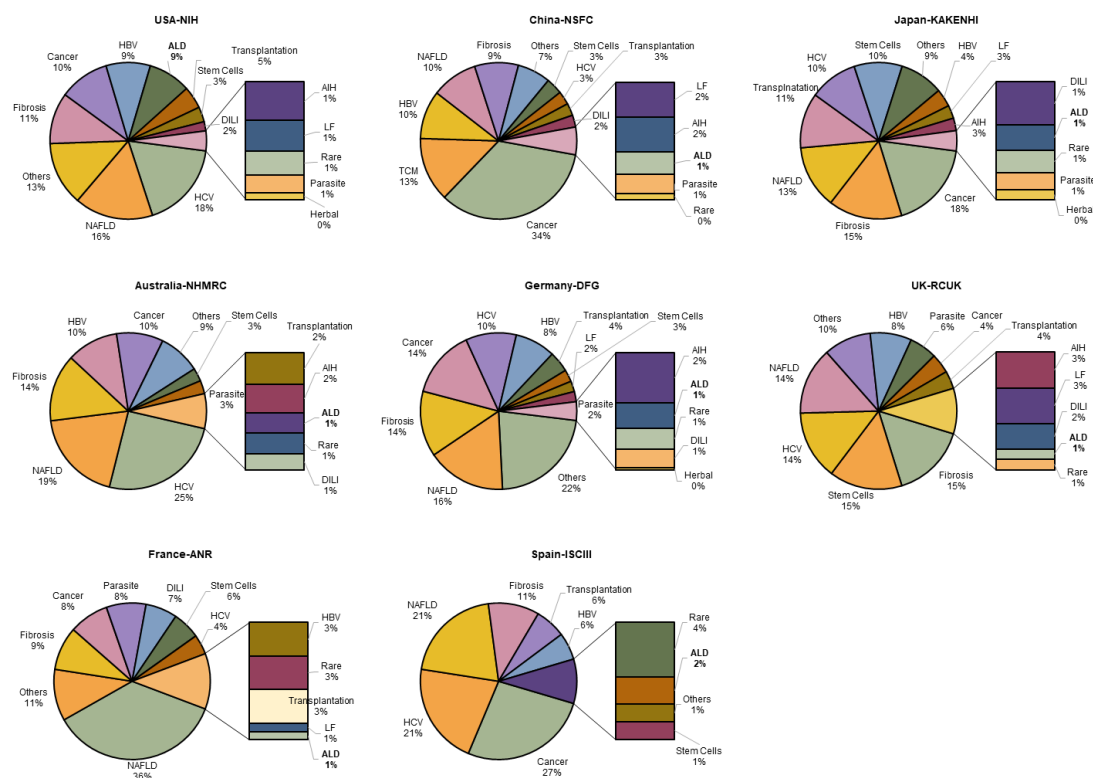 USA-NIH
HBV
9%
ALD
9%
Transplantation
5%
Cancer
10%
Stem Cells
3%
AIH
1%
Fibrosis
11%
DILI
2%
LF
1%
Rare
1%
Others
13%
Parasite
1%
HCV
18%
Herbal
0%
NAFLD
16%
China-NSFC
Fibrosis
9%
Others
7%
Stem Cells
3%
Transplantation
3%
NAFLD
10%
HCV
3%
LF
2%
HBV
10%
DILI
2%
AIH
2%
ALD
1%
TCM
13%
Parasite
1%
Rare
0%
Cancer
34%
Japan-KAKENHI
Stem Cells
10%
Others
9%
HBV
4%
LF
3%
HCV
10%
DILI
1%
Transplnatation
11%
AIH
3%
ALD
1%
Rare
1%
NAFLD
13%
Parasite
1%
Cancer
18%
Herbal
0%
Fibrosis
15%
Australia-NHMRC
Cancer
10%
Others
9%
Stem Cells
3%
Transplantation
2%
HBV
10%
AIH
2%
Fibrosis
14%
Parasite
3%
ALD
1%
Rare
1%
NAFLD
19%
DILI
1%
HCV
25%
Germany-DFG
HCV
10%
HBV
8%
Transplantation
4%
Stem Cells
3%
LF
2%
Cancer
14%
AIH
2%
Parasite
2%
ALD
1%
Rare
1%
Fibrosis
14%
DILI
1%
Herbal
0%
NAFLD
16%
Others
22%
UK-RCUK
HBV
8%
Parasite
6%
Cancer
4%
Transplantation
4%
Others
10%
AIH
3%
NAFLD
14%
LF
3%
DILI
2%
ALD
1%
HCV
14%
Rare
1%
Fibrosis
15%
Stem Cells
15%
France-ANR
Parasite
8%
DILI
7%
Stem Cells
6%
Cancer
8%
HCV
4%
HBV
3%
Fibrosis
9%
Rare
3%
Others
11%
Transplantation
3%
LF
1%
ALD
1%
NAFLD
36%
Spain-ISCIII
Fibrosis
11%
Transplantation
6%
NAFLD
21%
HBV
6%
Rare
4%
ALD
2%
Others
1%
HCV
21%
Stem Cells
1%
Cancer
27%